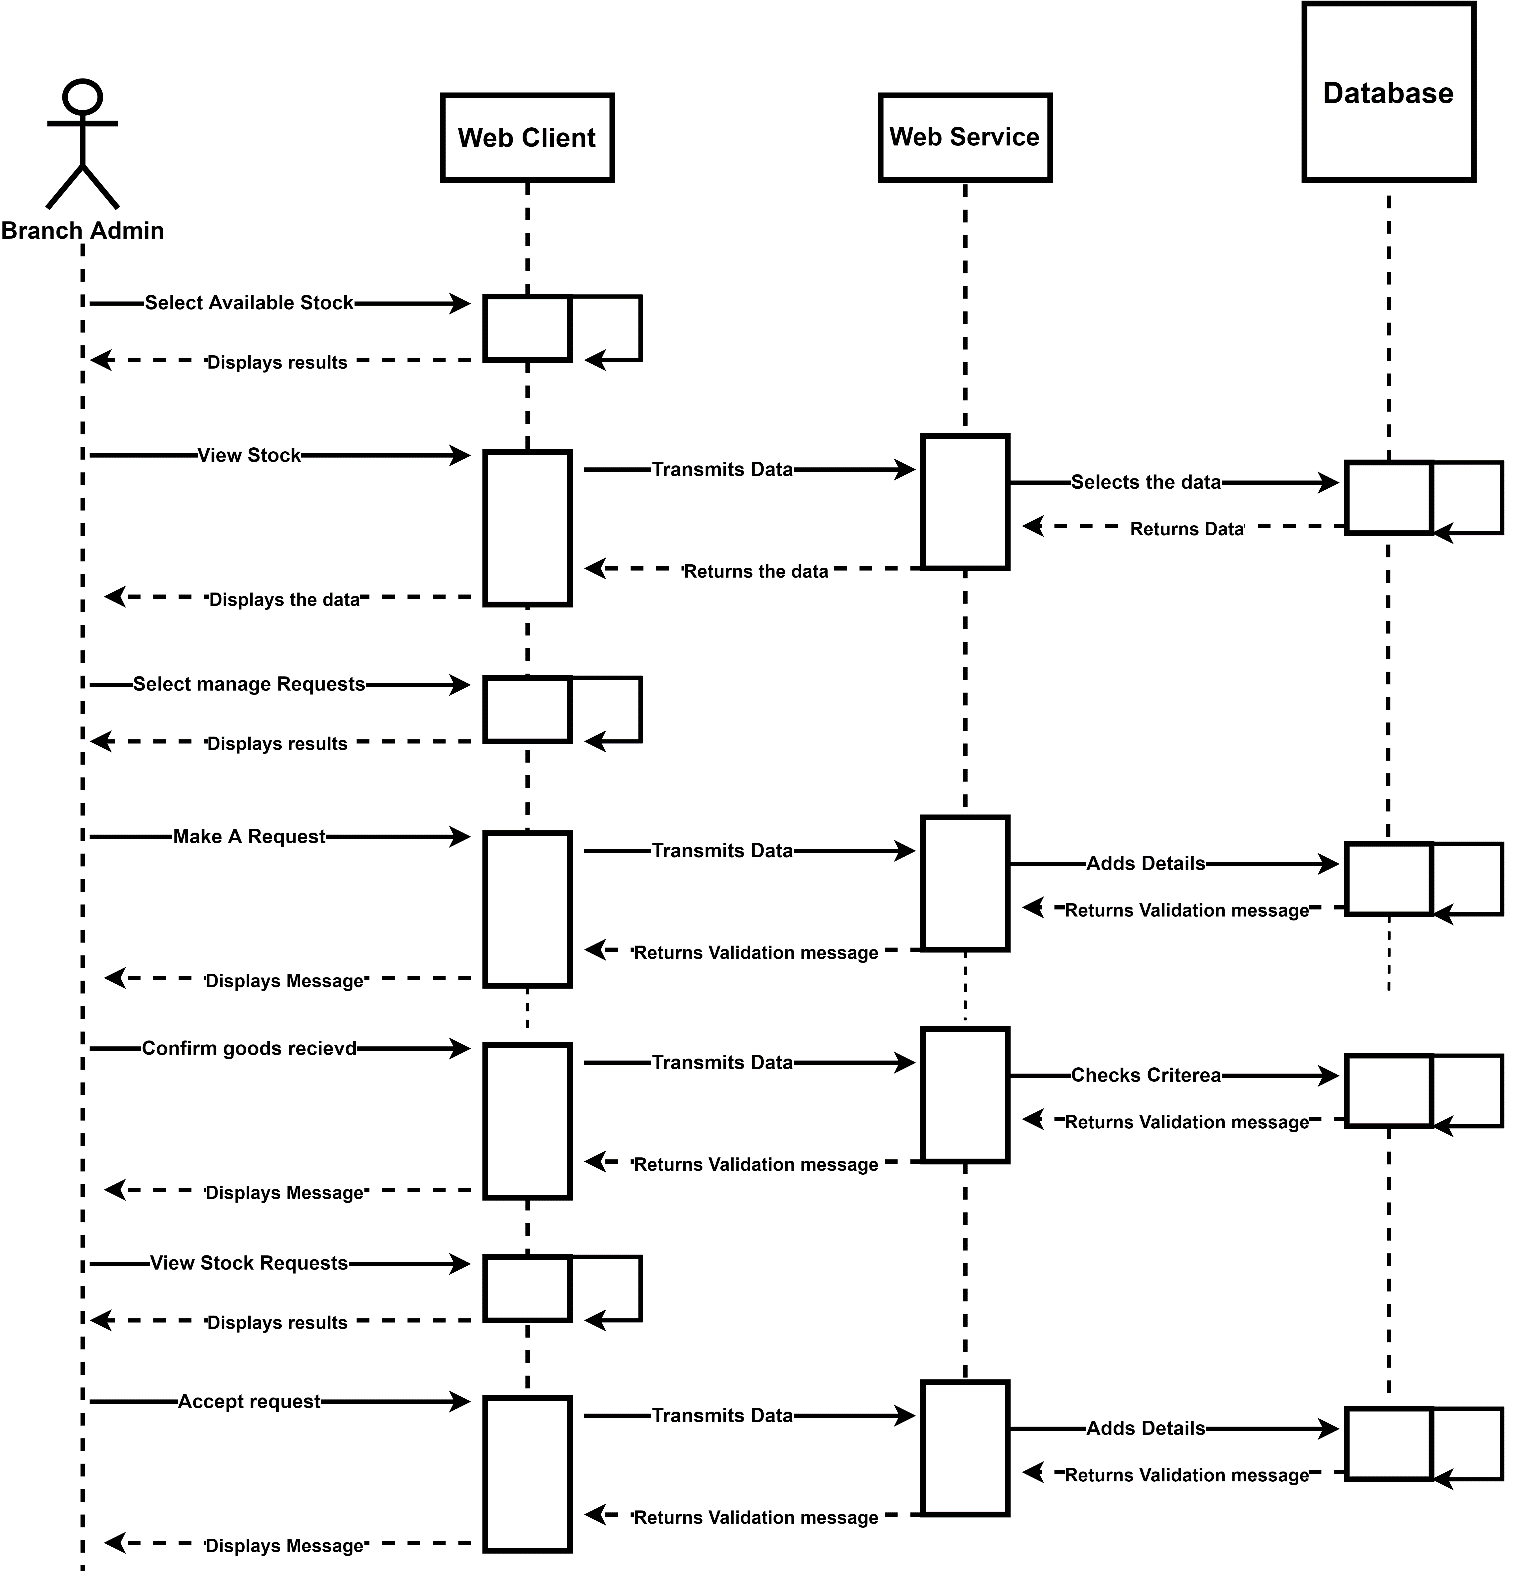 Database
Web Client
Web Service
Branch Admin
Select Available Stock
Displays results
View Stock
Transmits Data
Selects the data
Returns Data
Returns the data
Displays the data
Select manage Requests
Displays results
Make A Request
Transmits Data
Adds Details
Returns Validation message
Returns Validation message
Displays Message
Confirm goods recievd
Transmits Data
Checks Criterea
Returns Validation message
Returns Validation message
Displays Message
View Stock Requests
Displays results
Accept request
Transmits Data
Adds Details
Returns Validation message
Returns Validation message
Displays Message